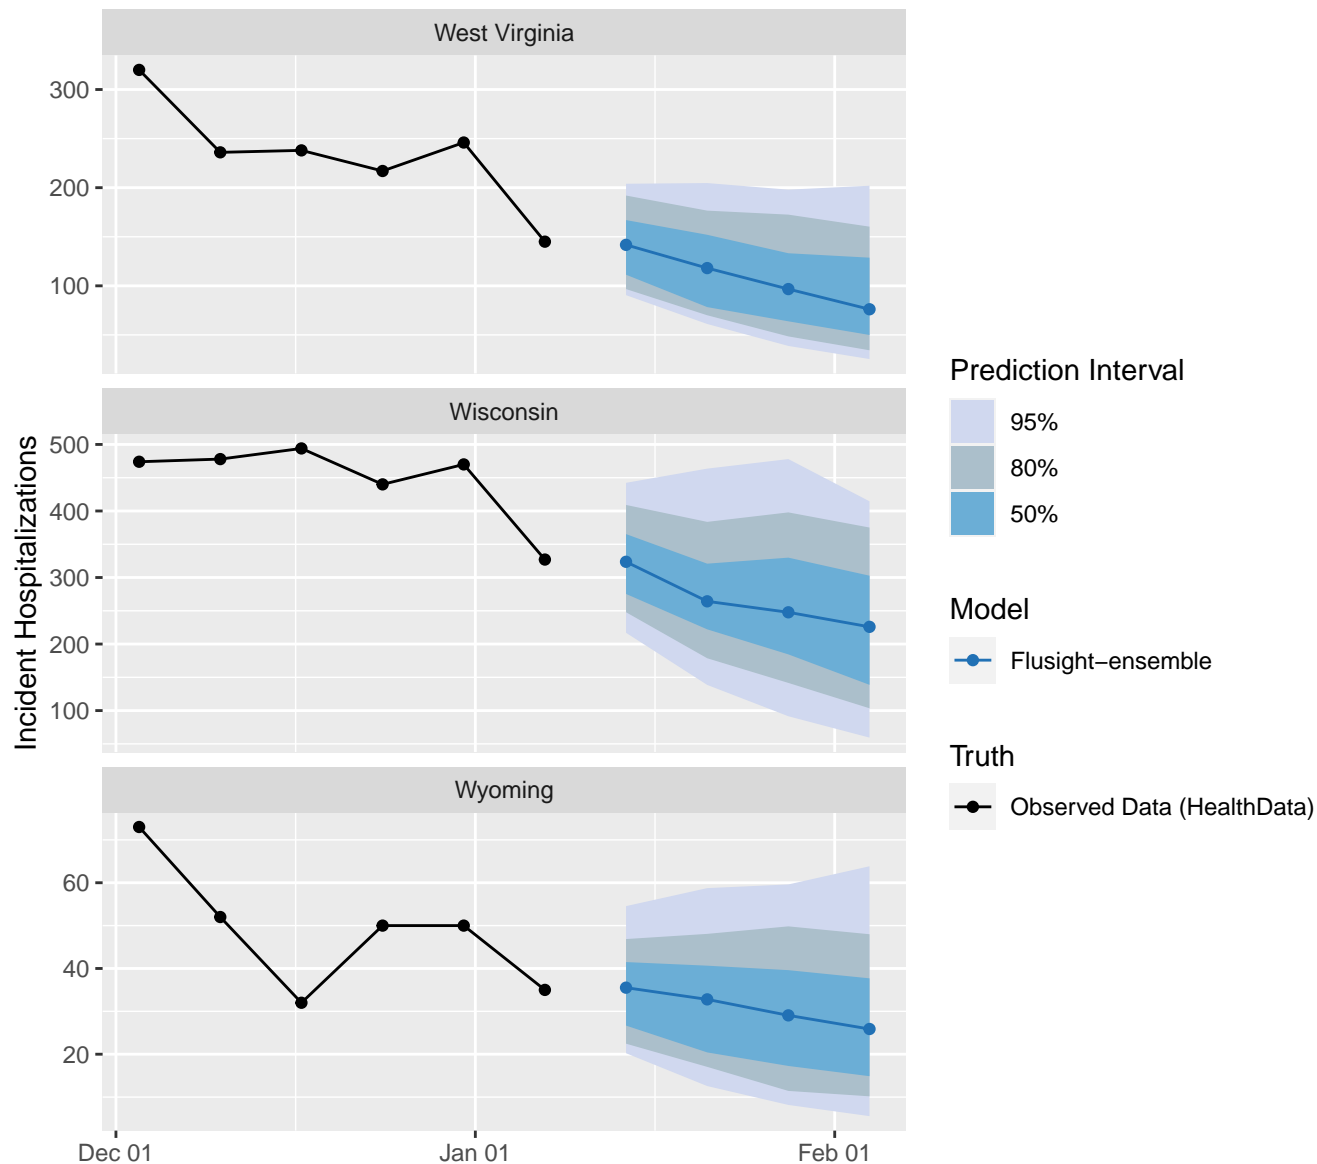 West Virginia
300
200
100
Wisconsin
500
400
300
200
100
Wyoming
60
40
20
Dec 01
Jan 01
Feb 01
Incident Hospitalizations
Prediction Interval
95%
80%
50%
Model
Flusight−ensemble
Truth
Observed Data (HealthData)